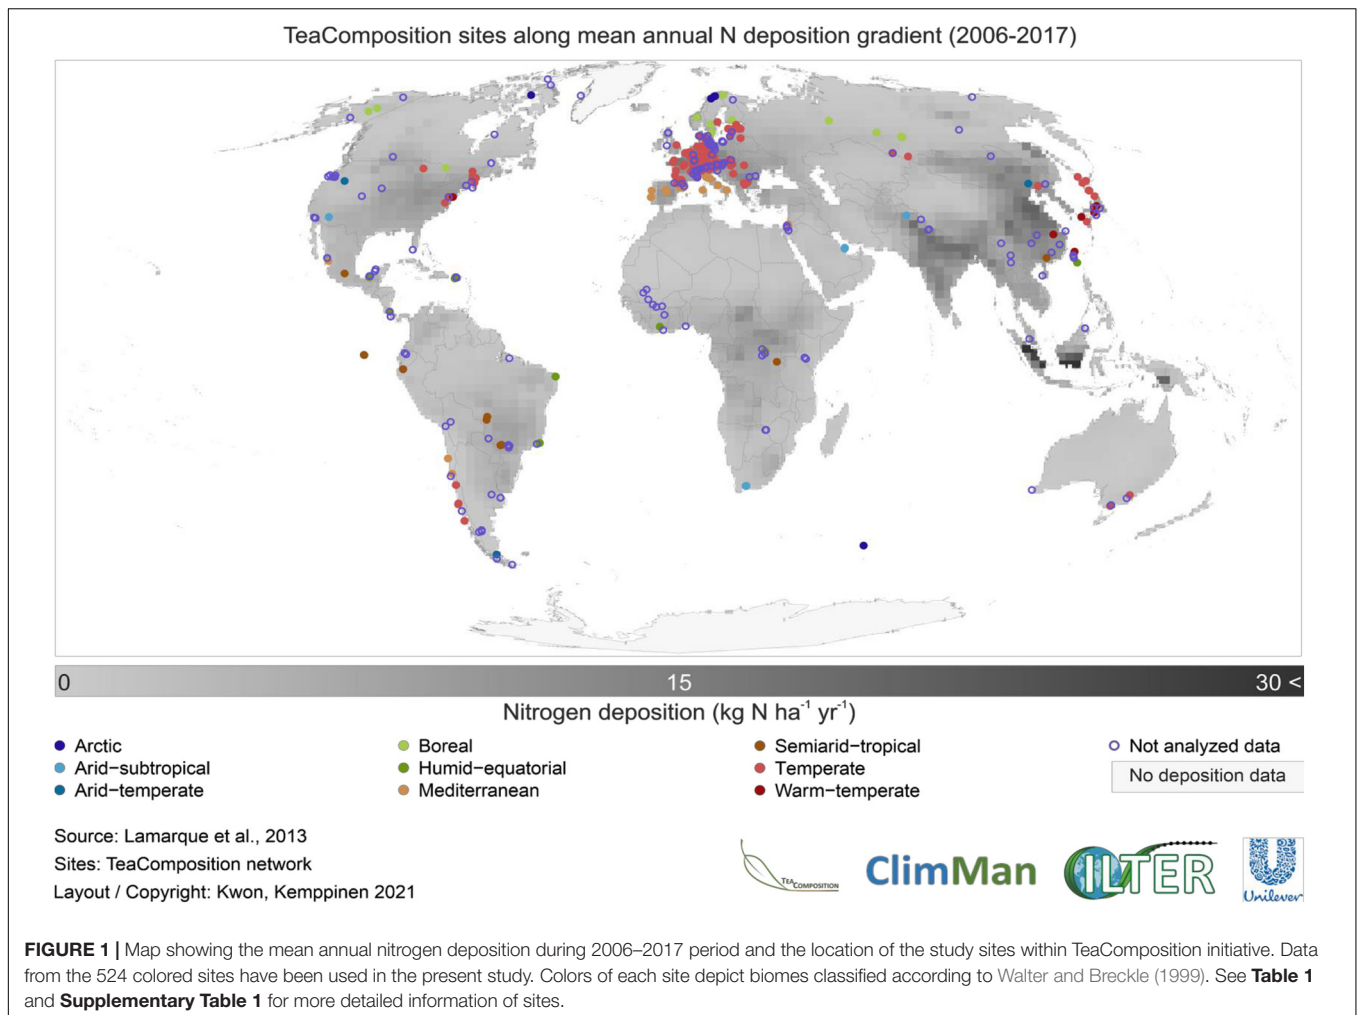 TeaComposition sites along mean annual N deposition gradient (2006-2017)
0 15 30 <
Nitrogen deposition (kg N ha⁻¹ yr⁻¹)
Arctic Boreal Semiarid-tropical Not analyzed data
Arid-subtropical Humid-equatorial Temperate No deposition data
Arid-temperate Mediterranean Warm-temperate
Source: Lamarque et al., 2013
Sites: TeaComposition network
Layout / Copyright: Kwon, Kemppinen 2021
TEACOMPOSITION ClimMan ILTER Unilever
FIGURE 1 | Map showing the mean annual nitrogen deposition during 2006–2017 period and the location of the study sites within TeaComposition initiative. Data
from the 524 colored sites have been used in the present study. Colors of each site depict biomes classified according to Walter and Breckle (1999). See Table 1
and Supplementary Table 1 for more detailed information of sites.